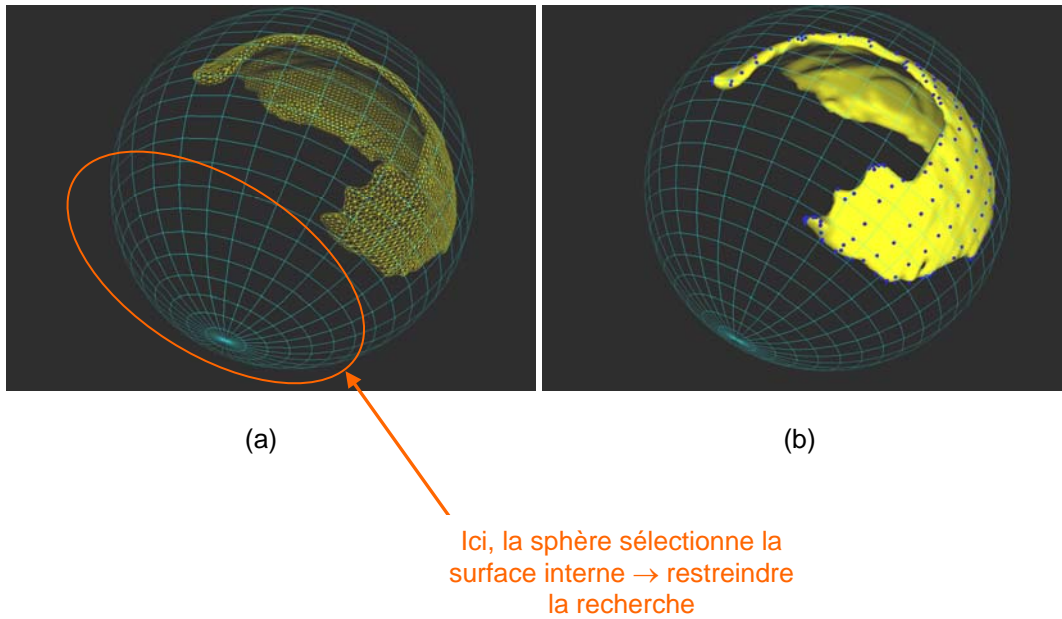 (a)
(b)
Ici, la sphère sélectionne la
surface interne → restreindre
la recherche